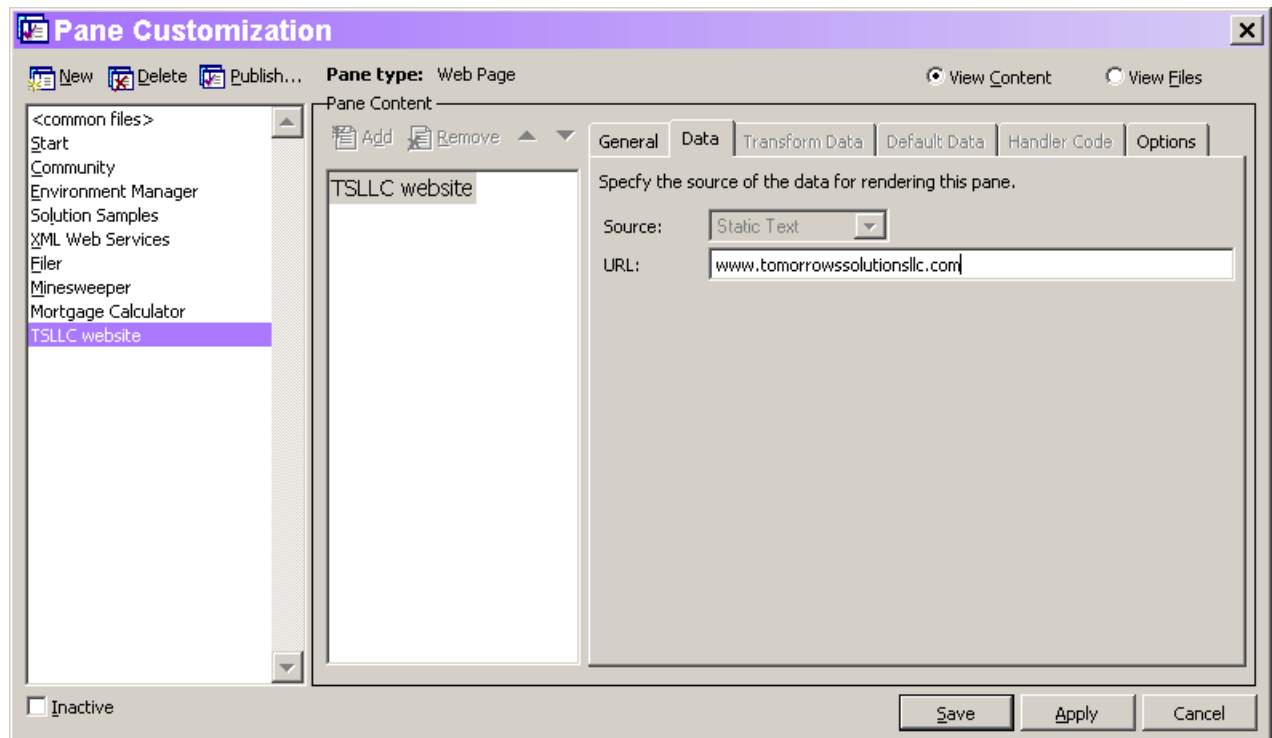 Pane Customization
New Delete Publish... Pane type: Web Page View Content View Files
Pane Content
<common files>
Start
Community
Environment Manager
Solution Samples
XML Web Services
Filer
Minesweeper
Mortgage Calculator
TSLLC website
Add Remove
TSLLC website
General Data Transform Data Default Data Handler Code Options
Specfy the source of the data for rendering this pane.
Source: Static Text
URL: www.tomorrowssolutionsllc.com
Inactive
Save Apply Cancel